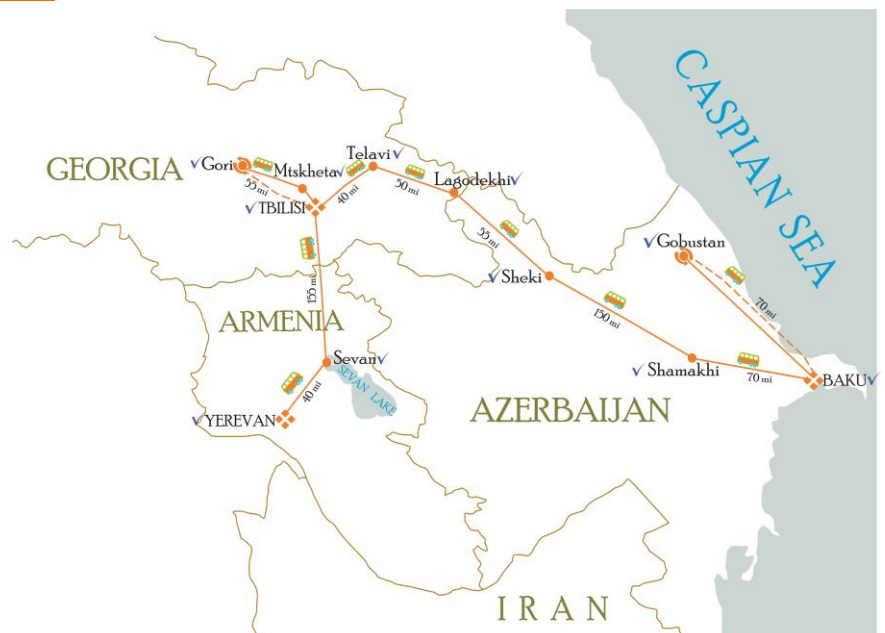 CASPIAN SEA
GEORGIA
Gori
Mtskheta
Telavi
Lagodekhi
55 mi
TBILISI
40 mi
50 mi
55 mi
Gobustan
Sheki
155 mi
70 mi
ARMENIA
150 mi
Sevan
SEVAN LAKE
Shamakhi
70 mi
BAKU
40 mi
YEREVAN
AZERBAIJAN
IRAN